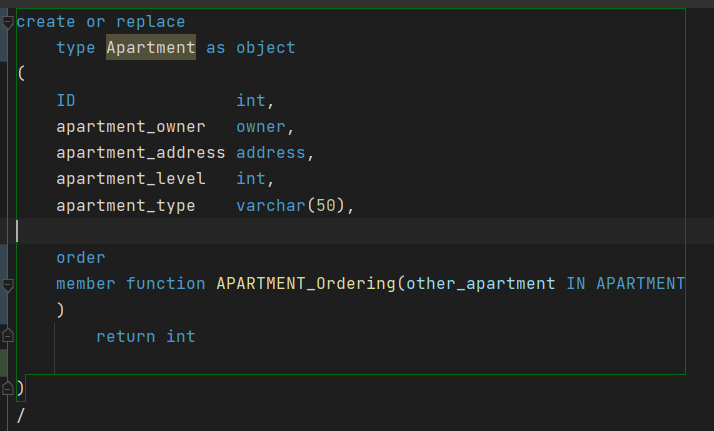 create or replace
    type Apartment as object
(
    ID                int,
    apartment_owner   owner,
    apartment_address address,
    apartment_level   int,
    apartment_type    varchar(50),
    order
    member function APARTMENT_Ordering(other_apartment IN APARTMENT
    )
        return int
)
/